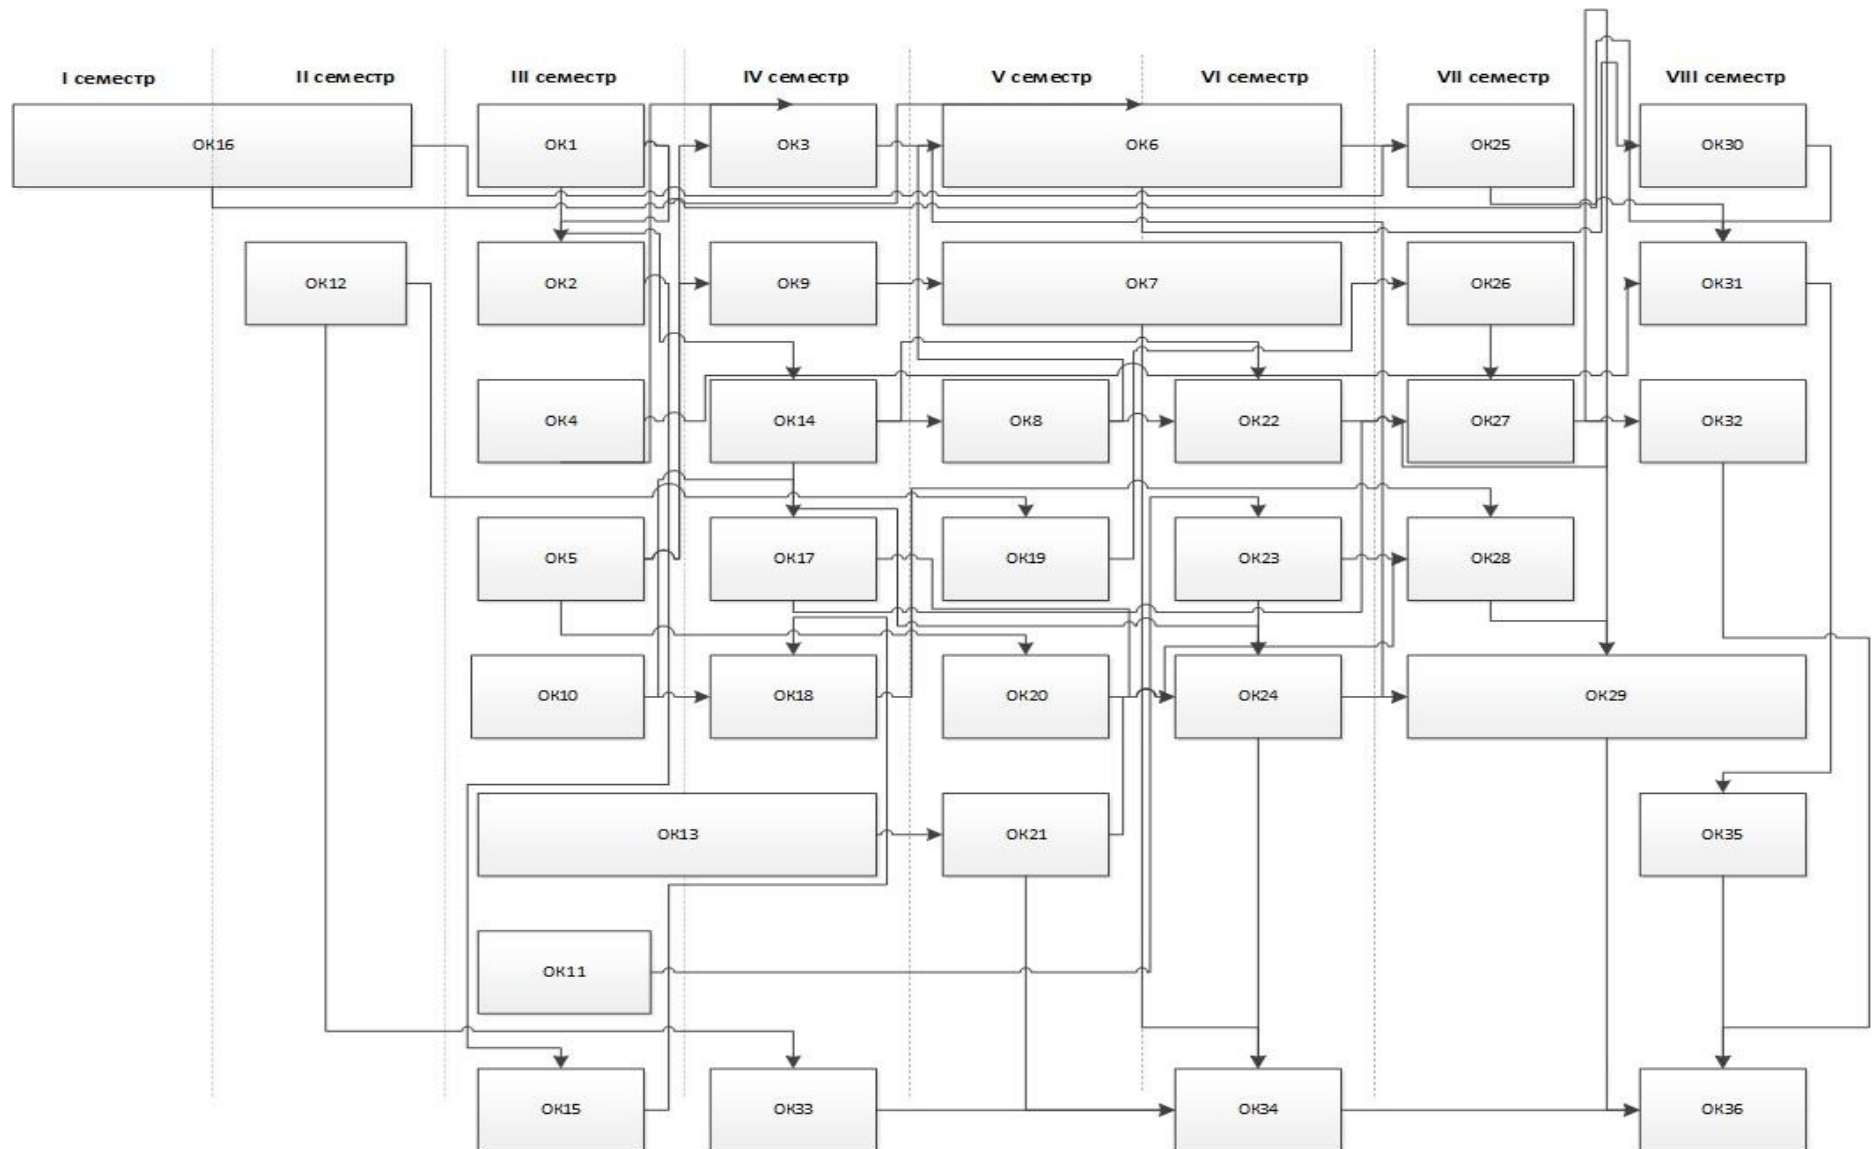 I семестр II семестр III семестр IV семестр V семестр VI семестр VII семестр VIII семестр
ОК16 ОК1 ОК3 ОК6 ОК25 ОК30
ОК12 ОК2 ОК9 ОК7 ОК26 ОК31
ОК4 ОК14 ОК8 ОК22 ОК27 ОК32
ОК5 ОК17 ОК19 ОК23 ОК28
ОК10 ОК18 ОК20 ОК24 ОК29
ОК13 ОК21 ОК35
ОК11
ОК15 ОК33 ОК34 ОК36